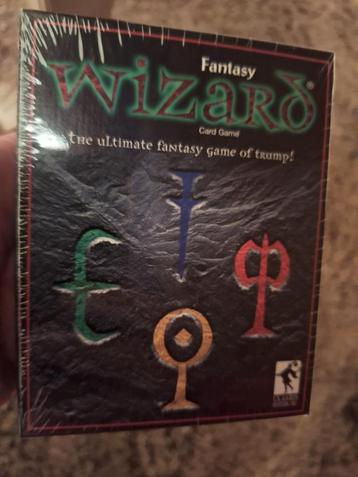 Fantasy
Wizard®
Card Game
the ultimate fantasy game of trump!